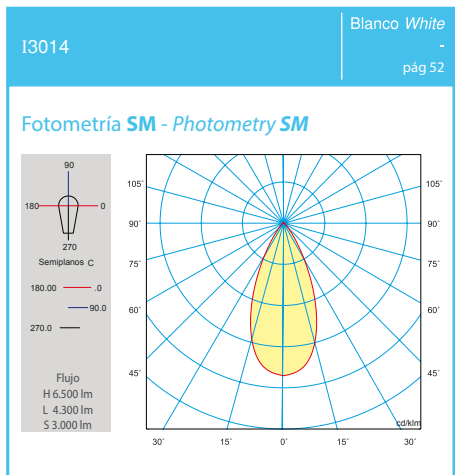 I3014
Blanco White
-
pág 52
Fotometría SM - Photometry SM
90
180
0
270
Semiplanos C
180.00 .0
90.0
270.0
Flujo
H 6.500 lm
L 4.300 lm
S 3.000 lm
105° 105°
90° 90°
75° 75°
60° 60°
45° 45°
cd/klm
30° 15° 0° 15° 30°